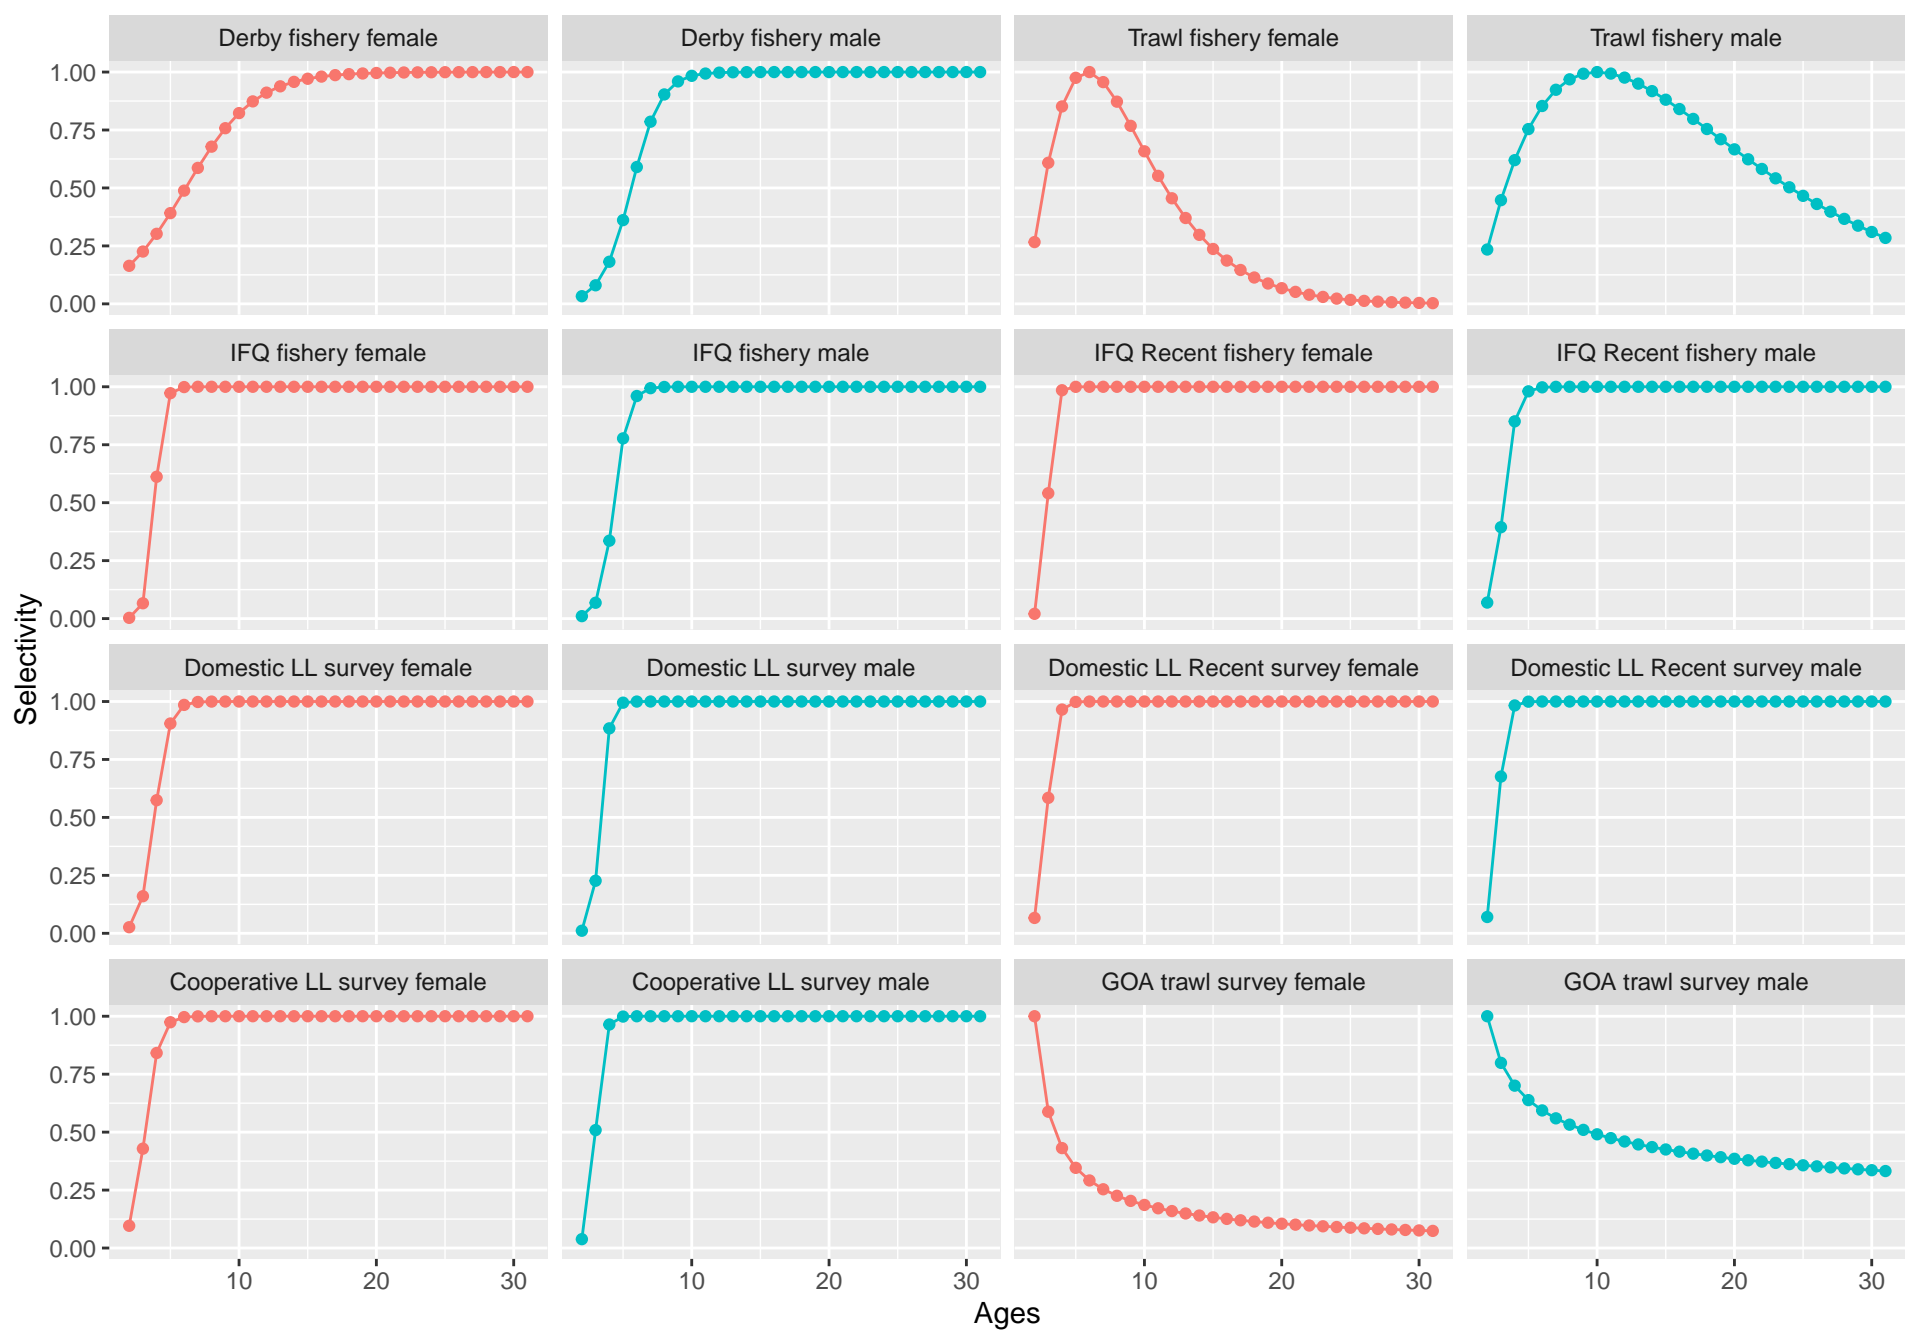 Derby fishery female
Derby fishery male
Trawl fishery female
Trawl fishery male
1.00
0.75
0.50
0.25
0.00
IFQ fishery female
IFQ fishery male
IFQ Recent fishery female
IFQ Recent fishery male
1.00
0.75
0.50
0.25
0.00
Selectivity
Domestic LL survey female
Domestic LL survey male
Domestic LL Recent survey female
Domestic LL Recent survey male
1.00
0.75
0.50
0.25
0.00
Cooperative LL survey female
Cooperative LL survey male
GOA trawl survey female
GOA trawl survey male
1.00
0.75
0.50
0.25
0.00
10 20 30
10 20 30
10 20 30
10 20 30
Ages